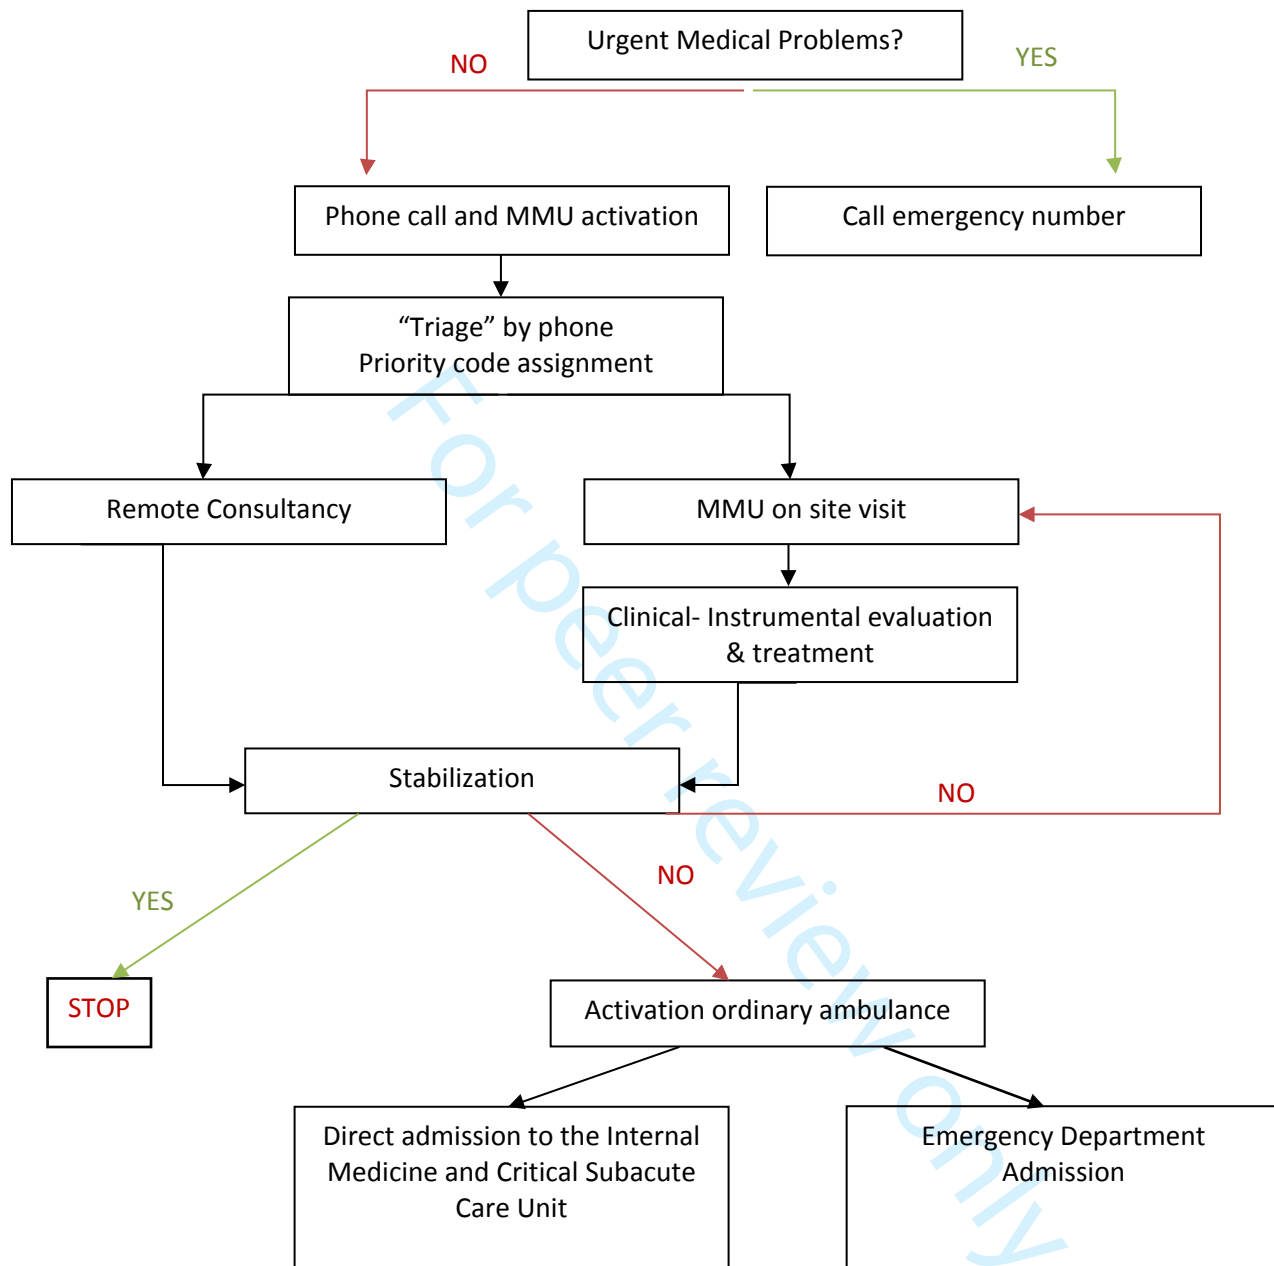 Urgent Medical Problems?
NO
YES
Phone call and MMU activation
Call emergency number
“Triage” by phone
Priority code assignment
Remote Consultancy
MMU on site visit
Clinical- Instrumental evaluation
& treatment
Stabilization
NO
NO
YES
STOP
Activation ordinary ambulance
Direct admission to the Internal
Medicine and Critical Subacute
Care Unit
Emergency Department
Admission
For peer review only